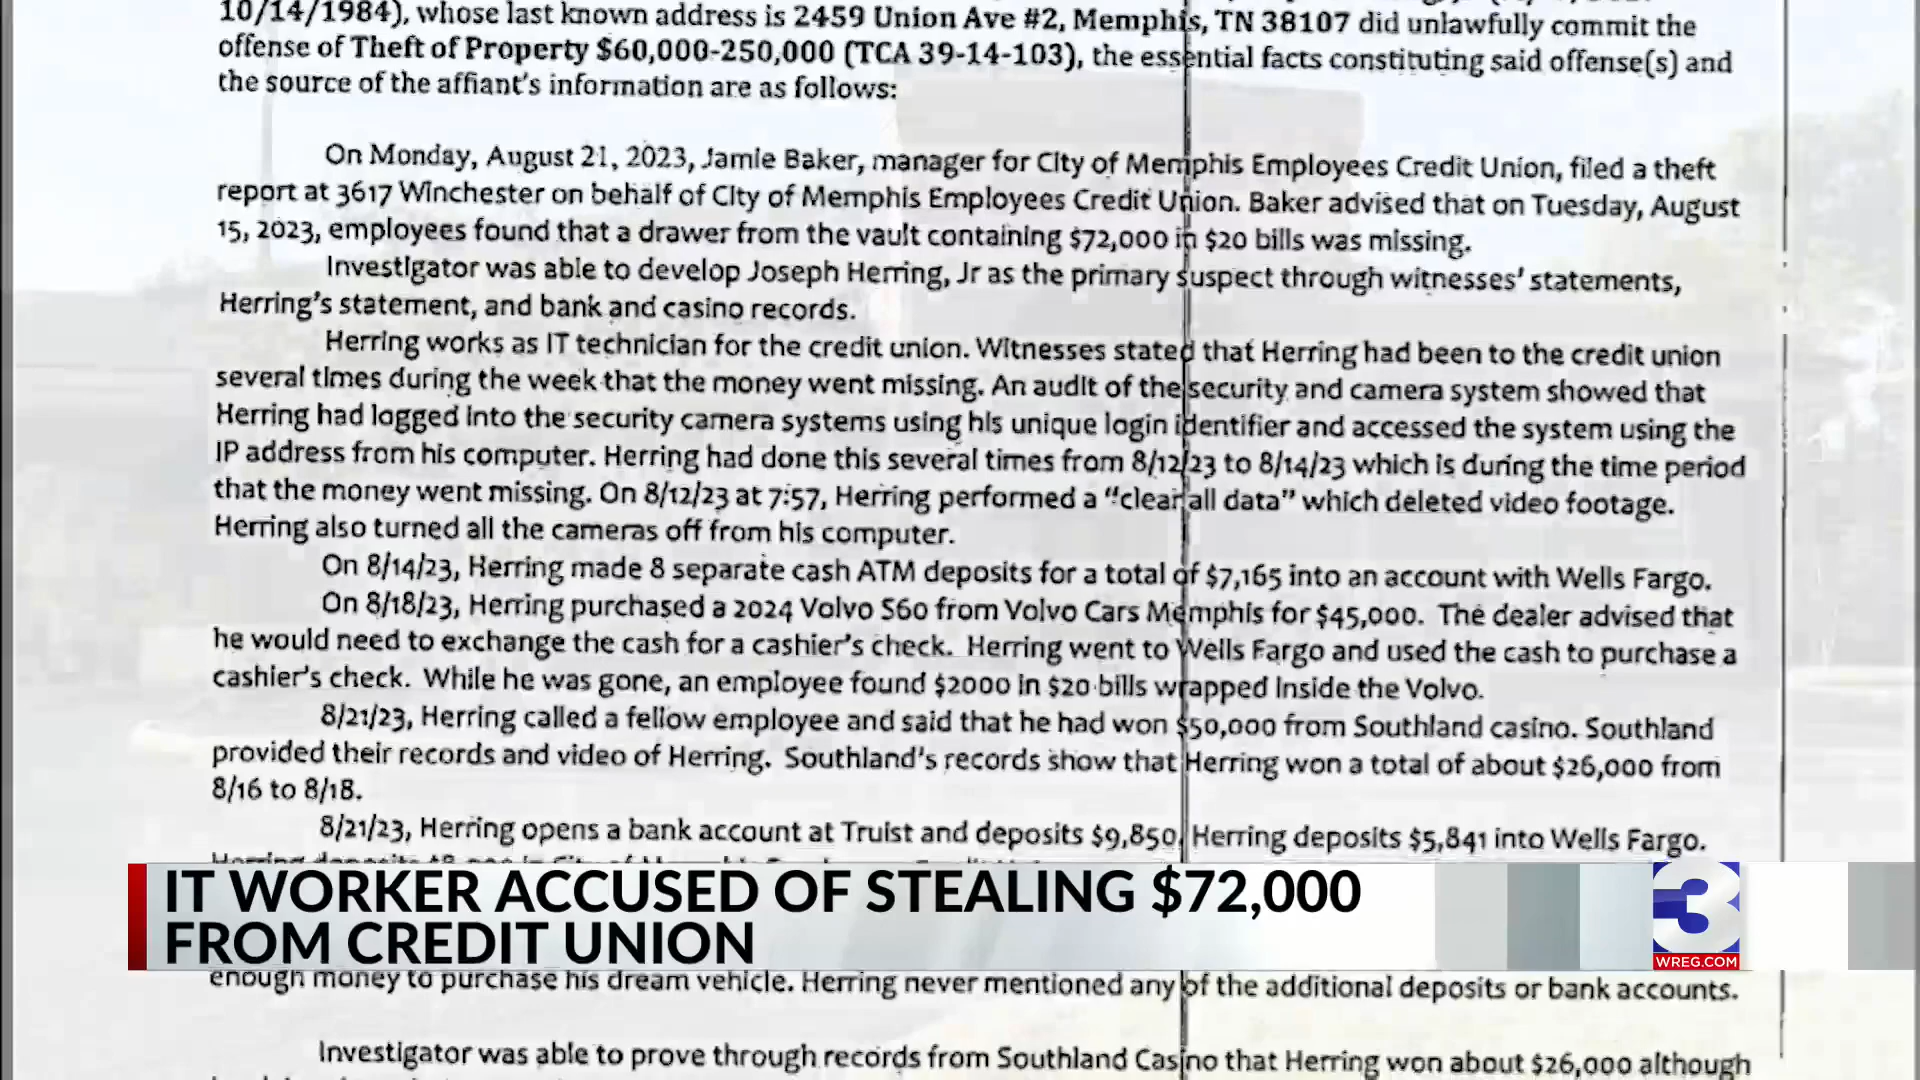 10/14/1984), whose last known address is 2459 Union Ave #2, Memphis, TN 38107 did unlawfully commit the
offense of Theft of Property $60,000-250,000 (TCA 39-14-103), the essential facts constituting said offense(s) and
the source of the affiant's information are as follows:
On Monday, August 21, 2023, Jamie Baker, manager for City of Memphis Employees Credit Union, filed a theft
report at 3617 Winchester on behalf of City of Memphis Employees Credit Union. Baker advised that on Tuesday, August
15, 2023, employees found that a drawer from the vault containing $72,000 in $20 bills was missing.
Investigator was able to develop Joseph Herring, Jr as the primary suspect through witnesses' statements,
Herring's statement, and bank and casino records.
Herring works as IT technician for the credit union. Witnesses stated that Herring had been to the credit union
several times during the week that the money went missing. An audit of the security and camera system showed that
Herring had logged into the security camera systems using his unique login identifier and accessed the system using the
IP address from his computer. Herring had done this several times from 8/12/23 to 8/14/23 which is during the time period
that the money went missing. On 8/12/23 at 7:57, Herring performed a "clear all data" which deleted video footage.
Herring also turned all the cameras off from his computer.
On 8/14/23, Herring made 8 separate cash ATM deposits for a total of $7,165 into an account with Wells Fargo.
On 8/18/23, Herring purchased a 2024 Volvo S60 from Volvo Cars Memphis for $45,000. The dealer advised that
he would need to exchange the cash for a cashier's check. Herring went to Wells Fargo and used the cash to purchase a
cashier's check. While he was gone, an employee found $2000 in $20 bills wrapped inside the Volvo.
8/21/23, Herring called a fellow employee and said that he had won $50,000 from Southland casino. Southland
provided their records and video of Herring. Southland's records show that Herring won a total of about $26,000 from
8/16 to 8/18.
8/21/23, Herring opens a bank account at Truist and deposits $9,850, Herring deposits $5,841 into Wells Fargo.
IT WORKER ACCUSED OF STEALING $72,000
FROM CREDIT UNION
3
WREG.COM
enough money to purchase his dream vehicle. Herring never mentioned any of the additional deposits or bank accounts.
Investigator was able to prove through records from Southland Casino that Herring won about $26,000 although